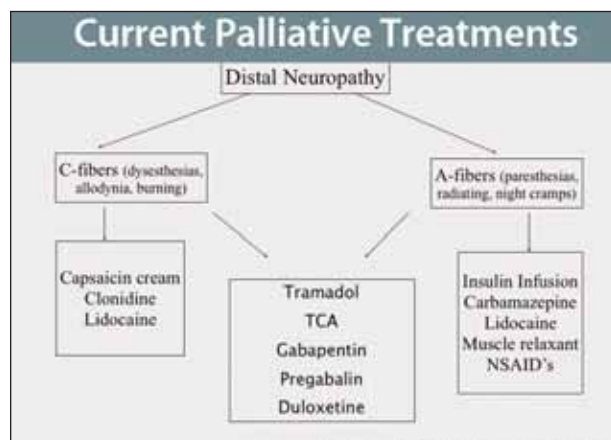 Current Palliative Treatments
Distal Neuropathy
C-fibers (dysesthesias,
allodynia, burning)
A-fibers (paresthesias,
radiating, night cramps)
Capsaicin cream
Clonidine
Lidocaine
Tramadol
TCA
Gabapentin
Pregabalin
Duloxetine
Insulin Infusion
Carbamazepine
Lidocaine
Muscle relaxant
NSAID's